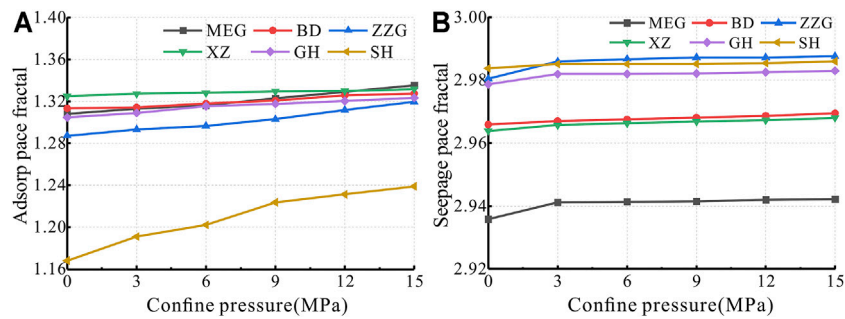 A
1.40
1.36
1.32
1.28
1.24
1.20
1.16
Adsorp pace fractal
MEG BD ZZG
XZ GH SH
0 3 6 9 12 15
Confine pressure(MPa)
B
3.00
2.98
2.96
2.94
2.92
Seepage pace fractal
MEG BD ZZG
XZ GH SH
0 3 6 9 12 15
Confine pressure(MPa)